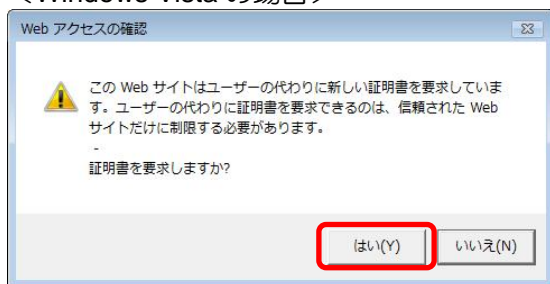 ＜Windows Vista の場合＞
Web アクセスの確認
この Web サイトはユーザーの代わりに新しい証明書を要求していま
す。ユーザーの代わりに証明書を要求できるのは、信頼された Web
サイトだけに制限する必要があります。
-
証明書を要求しますか?
はい(Y)
いいえ(N)